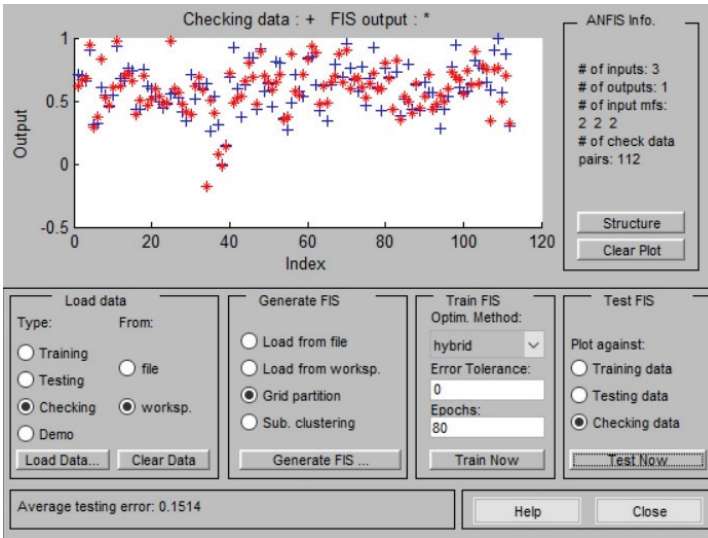 Checking data : + FIS output : *
1
0.5
0
-0.5
Output
0 20 40 60 80 100 120
Index
ANFIS Info.
# of inputs: 3
# of outputs: 1
# of input mfs:
2 2 2
# of check data
pairs: 112
Structure
Clear Plot
Load data
Type: From:
Training
Testing
Checking
Demo
file
worksp.
Load Data...
Clear Data
Generate FIS
Load from file
Load from worksp.
Grid partition
Sub. clustering
Generate FIS ...
Train FIS
Optim. Method:
hybrid
Error Tolerance:
0
Epochs:
80
Train Now
Test FIS
Plot against:
Training data
Testing data
Checking data
Test Now
Average testing error: 0.1514
Help
Close